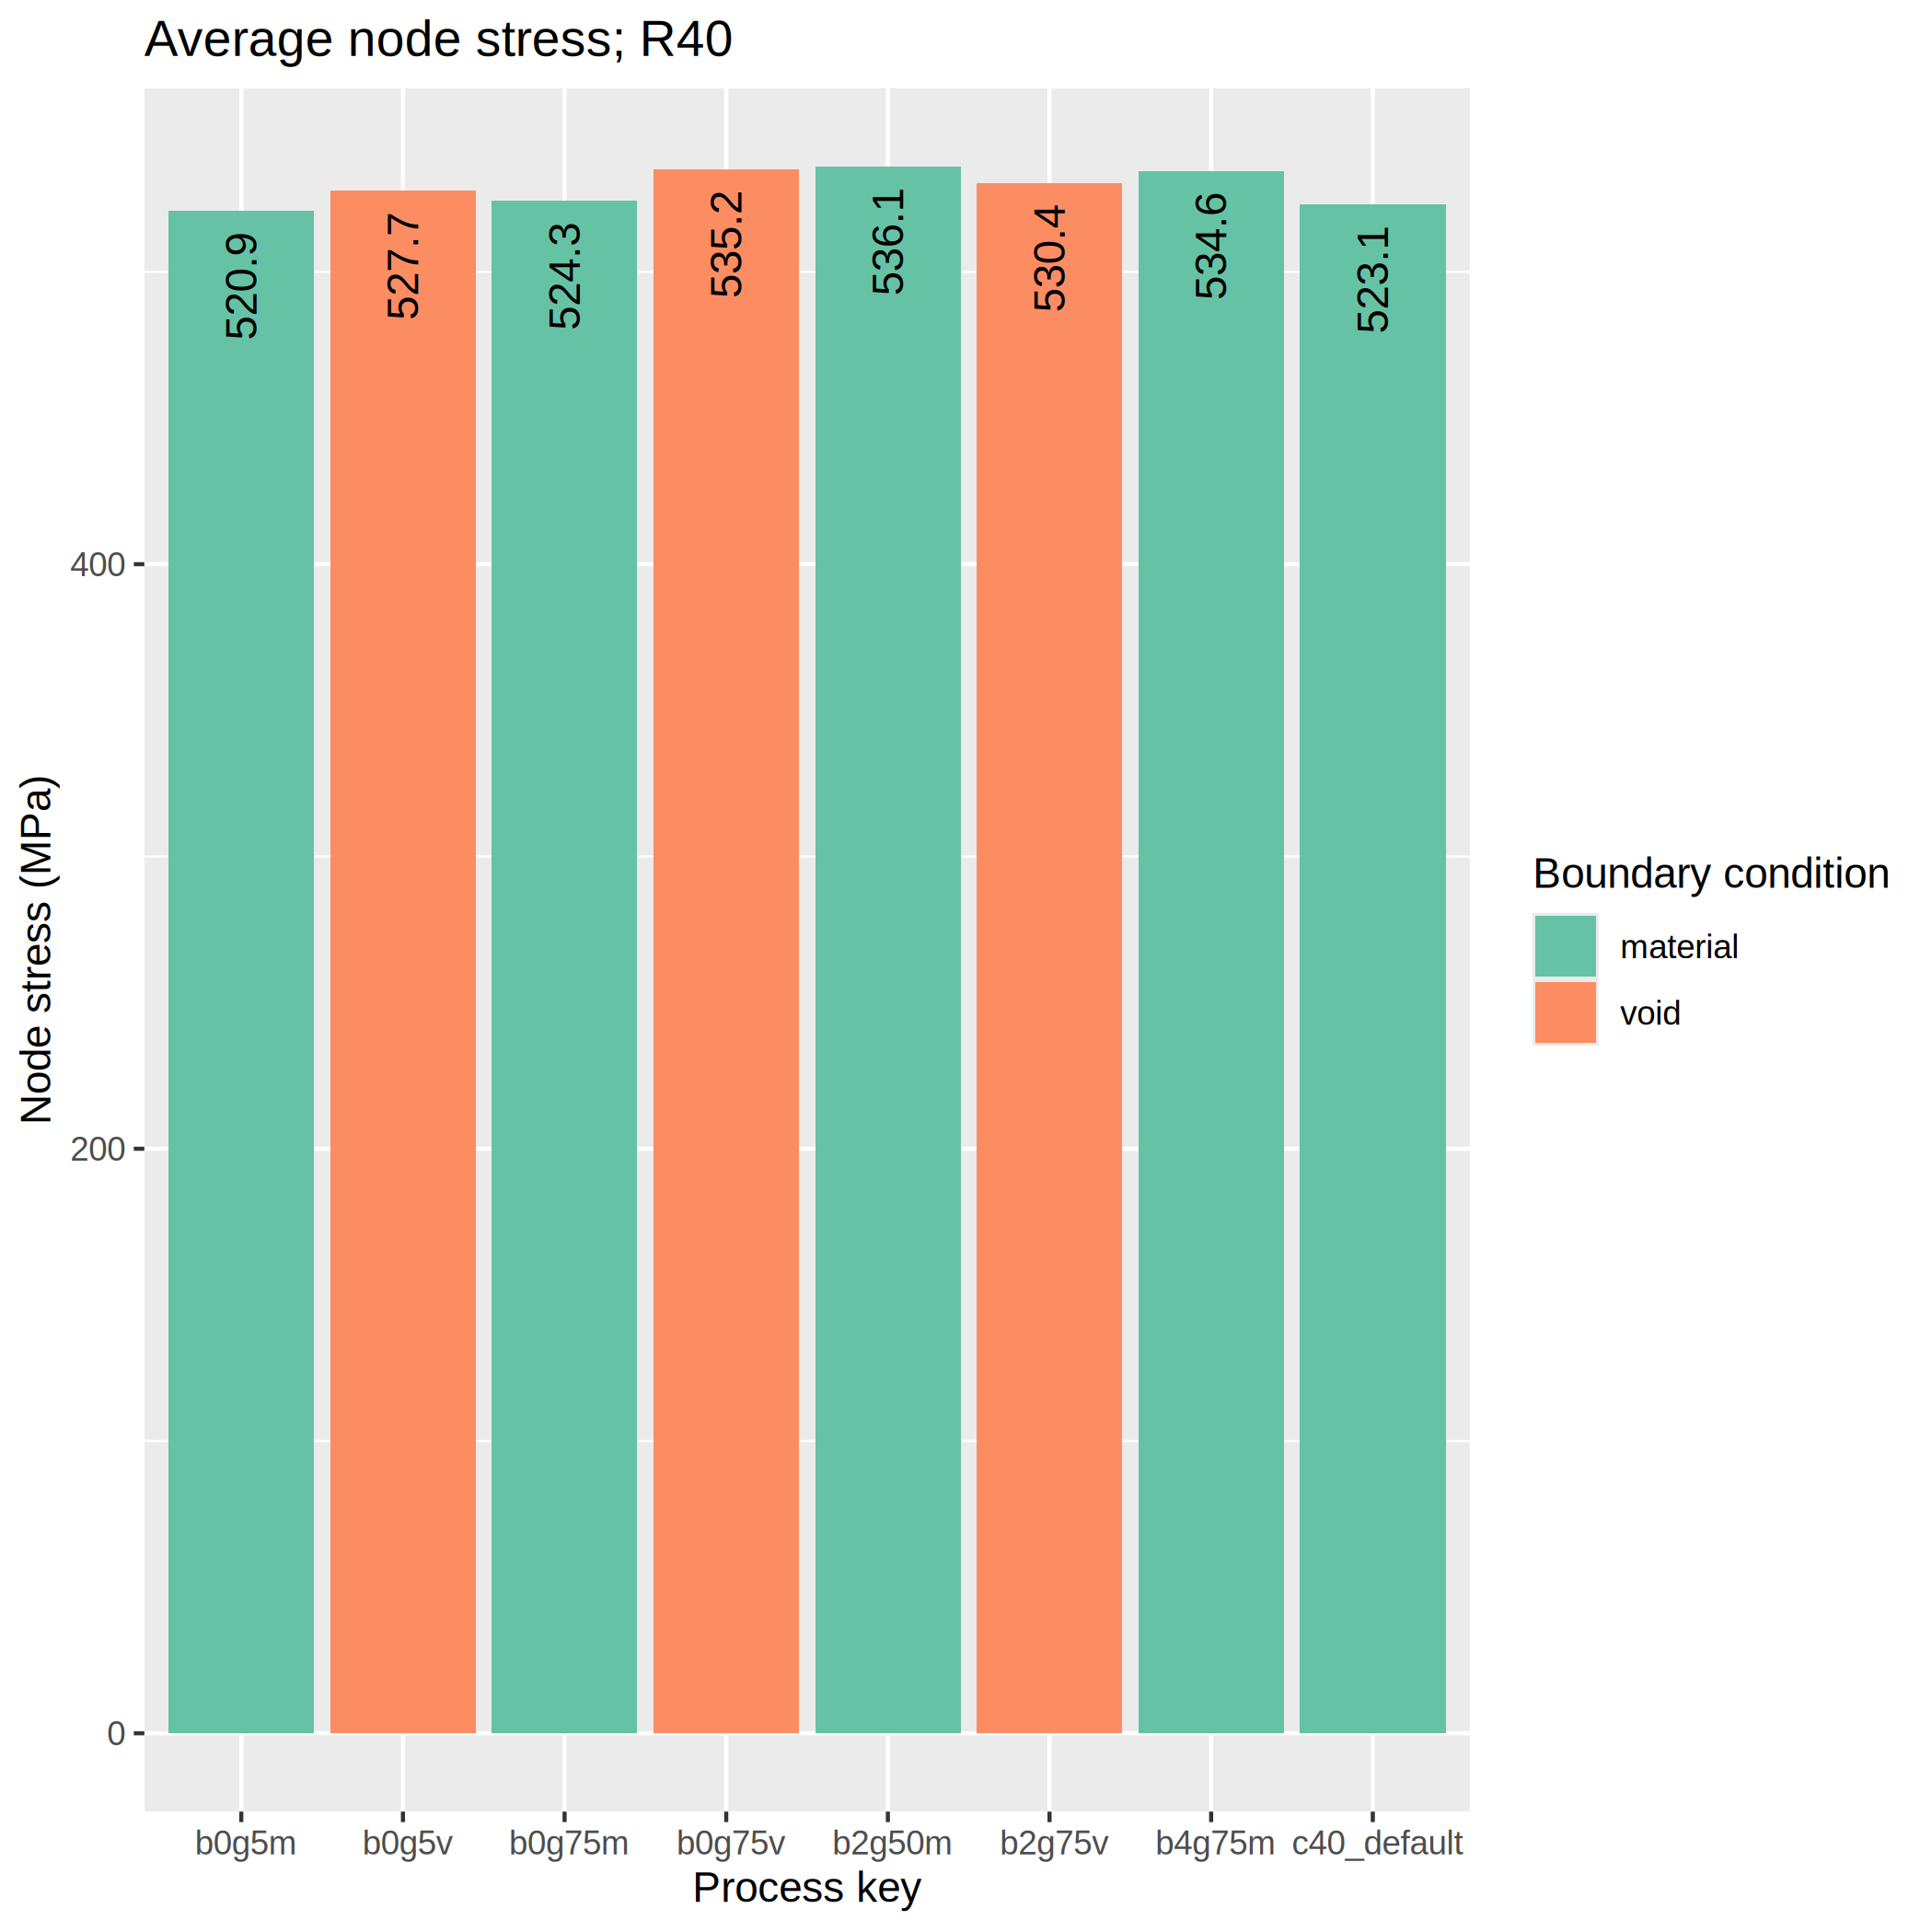 Average node stress; R40
520.9
527.7
524.3
535.2
536.1
530.4
534.6
523.1
400
200
0
Node stress (MPa)
b0g5m b0g5v b0g75m b0g75v b2g50m b2g75v b4g75m c40_default
Process key
Boundary condition
material
void